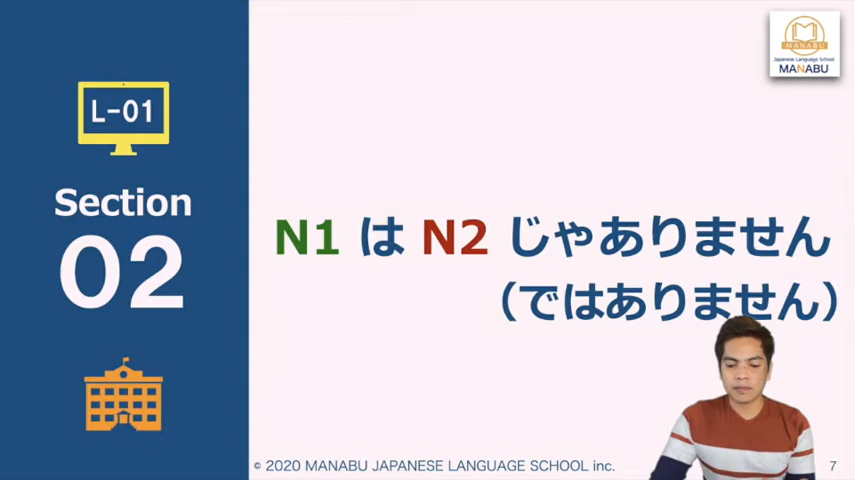 L-01
Section
02
N1 は N2 じゃありません
（ではありません）
MANABU
Japanese Language School
MANABU
© 2020 MANABU JAPANESE LANGUAGE SCHOOL inc.
7